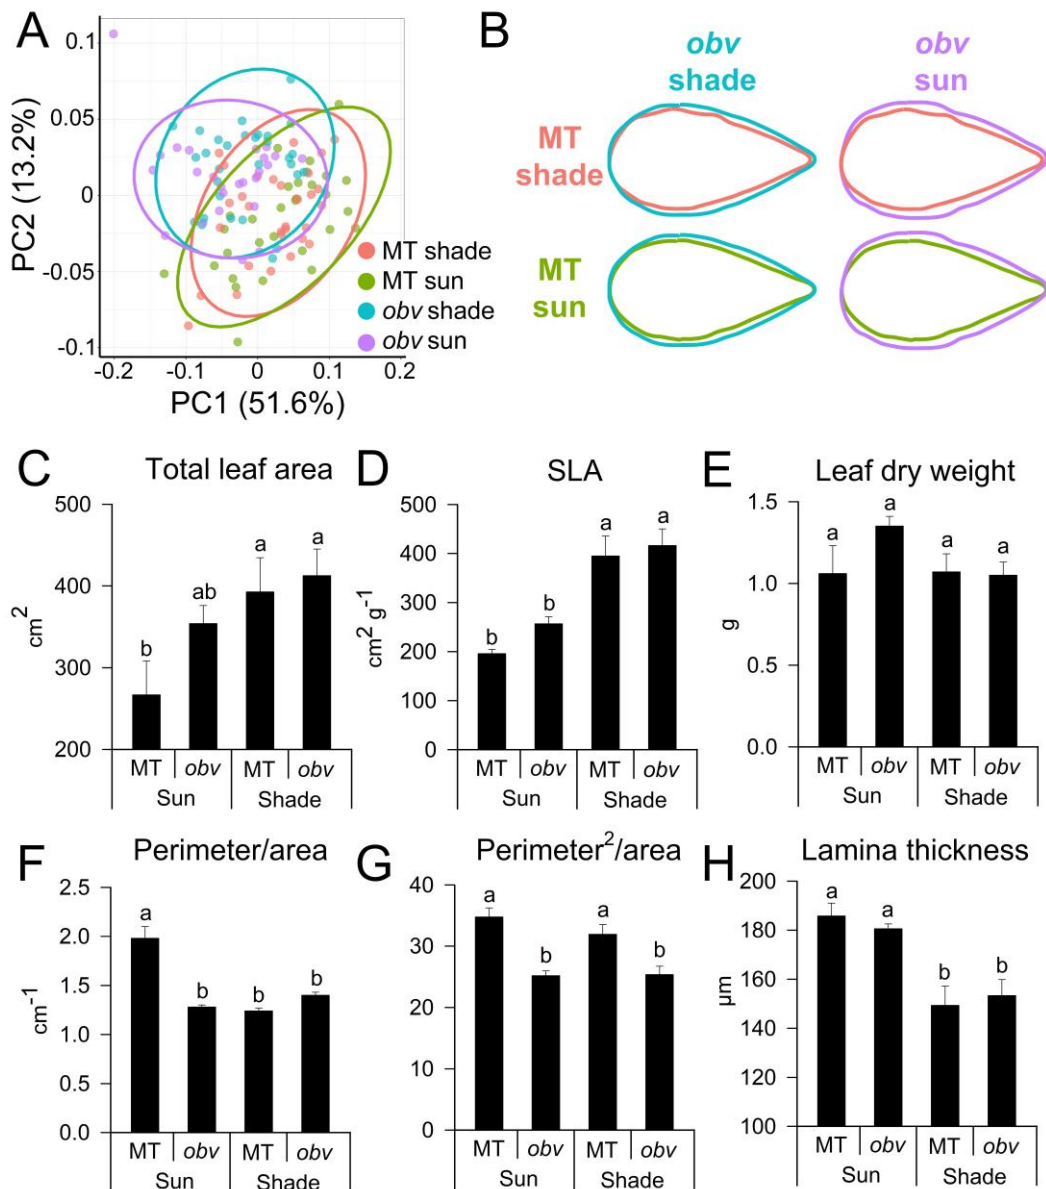 A
0.1
0.05
0
-0.05
-0.1
PC2 (13.2%)
-0.2 -0.1 0 0.1 0.2
PC1 (51.6%)
MT shade
MT sun
obv shade
obv sun
B
obv shade
obv sun
MT shade
MT sun
C Total leaf area
500
400
300
200
cm²
b ab a a
MT obv MT obv
Sun Shade
D SLA
500
400
300
200
100
0
cm² g⁻¹
b b a a
MT obv MT obv
Sun Shade
E Leaf dry weight
1.5
1.0
0.5
0.0
g
a a a a
MT obv MT obv
Sun Shade
F Perimeter/area
2.5
2.0
1.5
1.0
0.5
0.0
cm⁻¹
a b b b
MT obv MT obv
Sun Shade
G Perimeter²/area
40
30
20
10
0
a b a b
MT obv MT obv
Sun Shade
H Lamina thickness
200
180
160
140
120
100
µm
a a b b
MT obv MT obv
Sun Shade